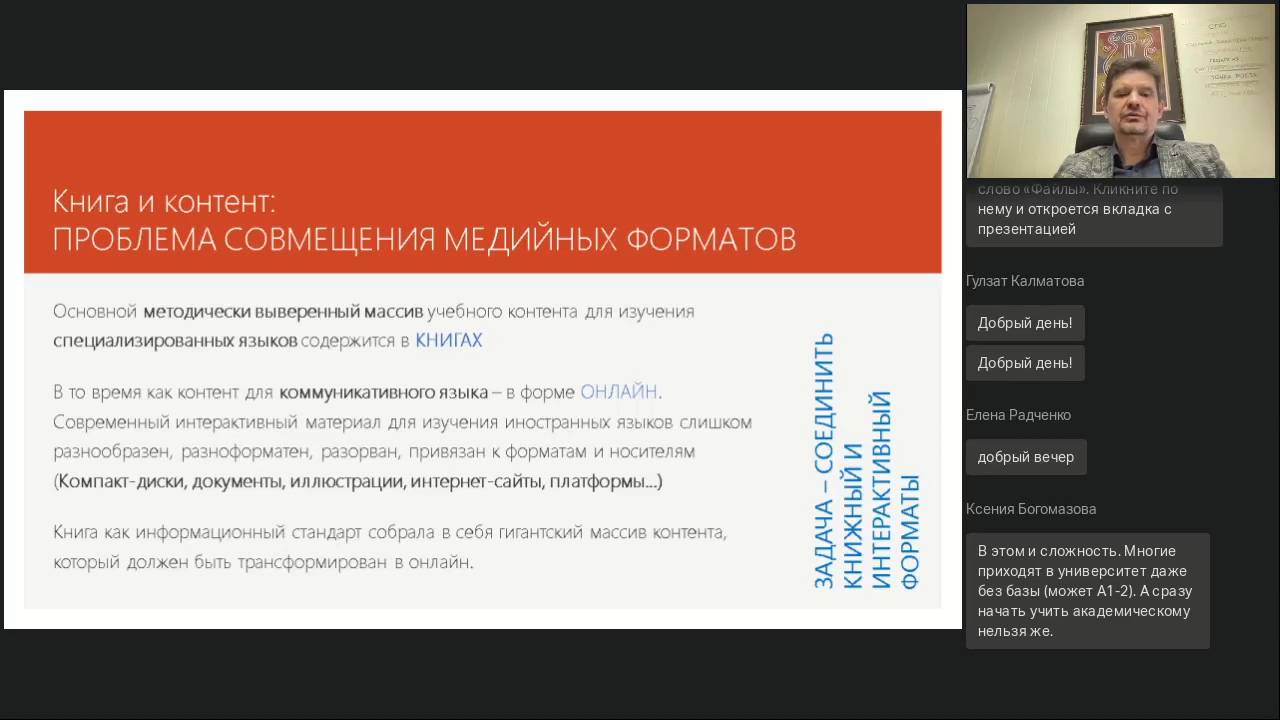 Книга и контент:
ПРОБЛЕМА СОВМЕЩЕНИЯ МЕДИЙНЫХ ФОРМАТОВ
Основной методически выверенный массив учебного контента для изучения
специализированных языков содержится в КНИГАХ
В то время как контент для коммуникативного языка – в форме ОНЛАЙН.
Современный интерактивный материал для изучения иностранных языков слишком
разнообразен, разноформатен, разорван, привязан к форматам и носителям
(Компакт-диски, документы, иллюстрации, интернет-сайты, платформы...)
Книга как информационный стандарт собрала в себя гигантский массив контента,
который должен быть трансформирован в онлайн.
ЗАДАЧА – СОЕДИНИТЬ
КНИЖНЫЙ И
ИНТЕРАКТИВНЫЙ
ФОРМАТЫ
СПО
ТОЧКА РОСТА
слово «Файлы». Кликните по
нему и откроется вкладка с
презентацией
Гулзат Калматова
Добрый день!
Добрый день!
Елена Радченко
добрый вечер
Ксения Богомазова
В этом и сложность. Многие
приходят в университет даже
без базы (может А1-2). А сразу
начать учить академическому
нельзя же.